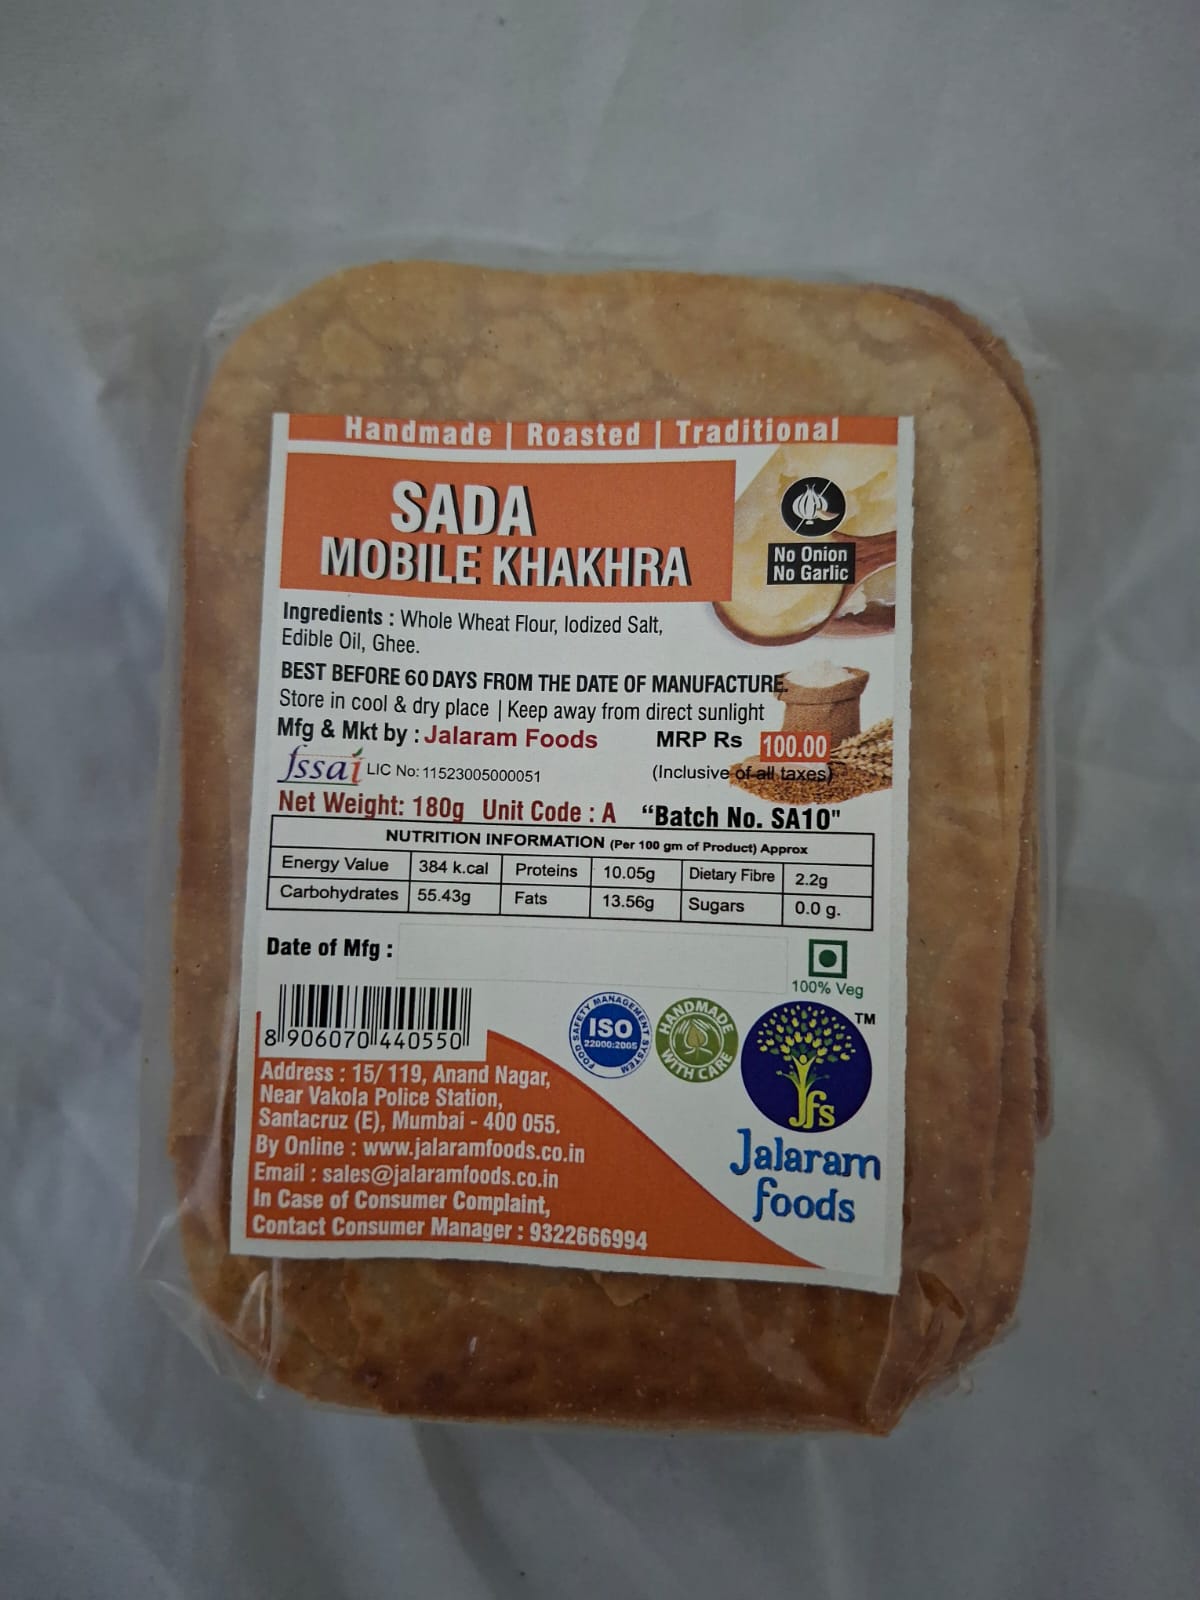 Handmade | Roasted | Traditional
SADA
MOBILE KHAKHRA
No Onion
No Garlic
Ingredients : Whole Wheat Flour, Iodized Salt,
Edible Oil, Ghee.
BEST BEFORE 60 DAYS FROM THE DATE OF MANUFACTURE.
Store in cool & dry place | Keep away from direct sunlight
Mfg & Mkt by : Jalaram Foods
MRP Rs 100.00
fssai LIC No: 11523005000051
(Inclusive of all taxes)
Net Weight: 180g Unit Code : A “Batch No. SA10"
NUTRITION INFORMATION (Per 100 gm of Product) Approx
Energy Value 384 k.cal Proteins 10.05g Dietary Fibre 2.2g
Carbohydrates 55.43g Fats 13.56g Sugars 0.0 g.
Date of Mfg :
100% Veg
8 906070 440550
FOOD SAFETY MANAGEMENT SYSTEM
ISO
22000:2005
HANDMADE
WITH CARE
TM
Jfs
Jalaram
foods
Address : 15/ 119, Anand Nagar,
Near Vakola Police Station,
Santacruz (E), Mumbai - 400 055.
By Online : www.jalaramfoods.co.in
Email : sales@jalaramfoods.co.in
In Case of Consumer Complaint,
Contact Consumer Manager : 9322666994